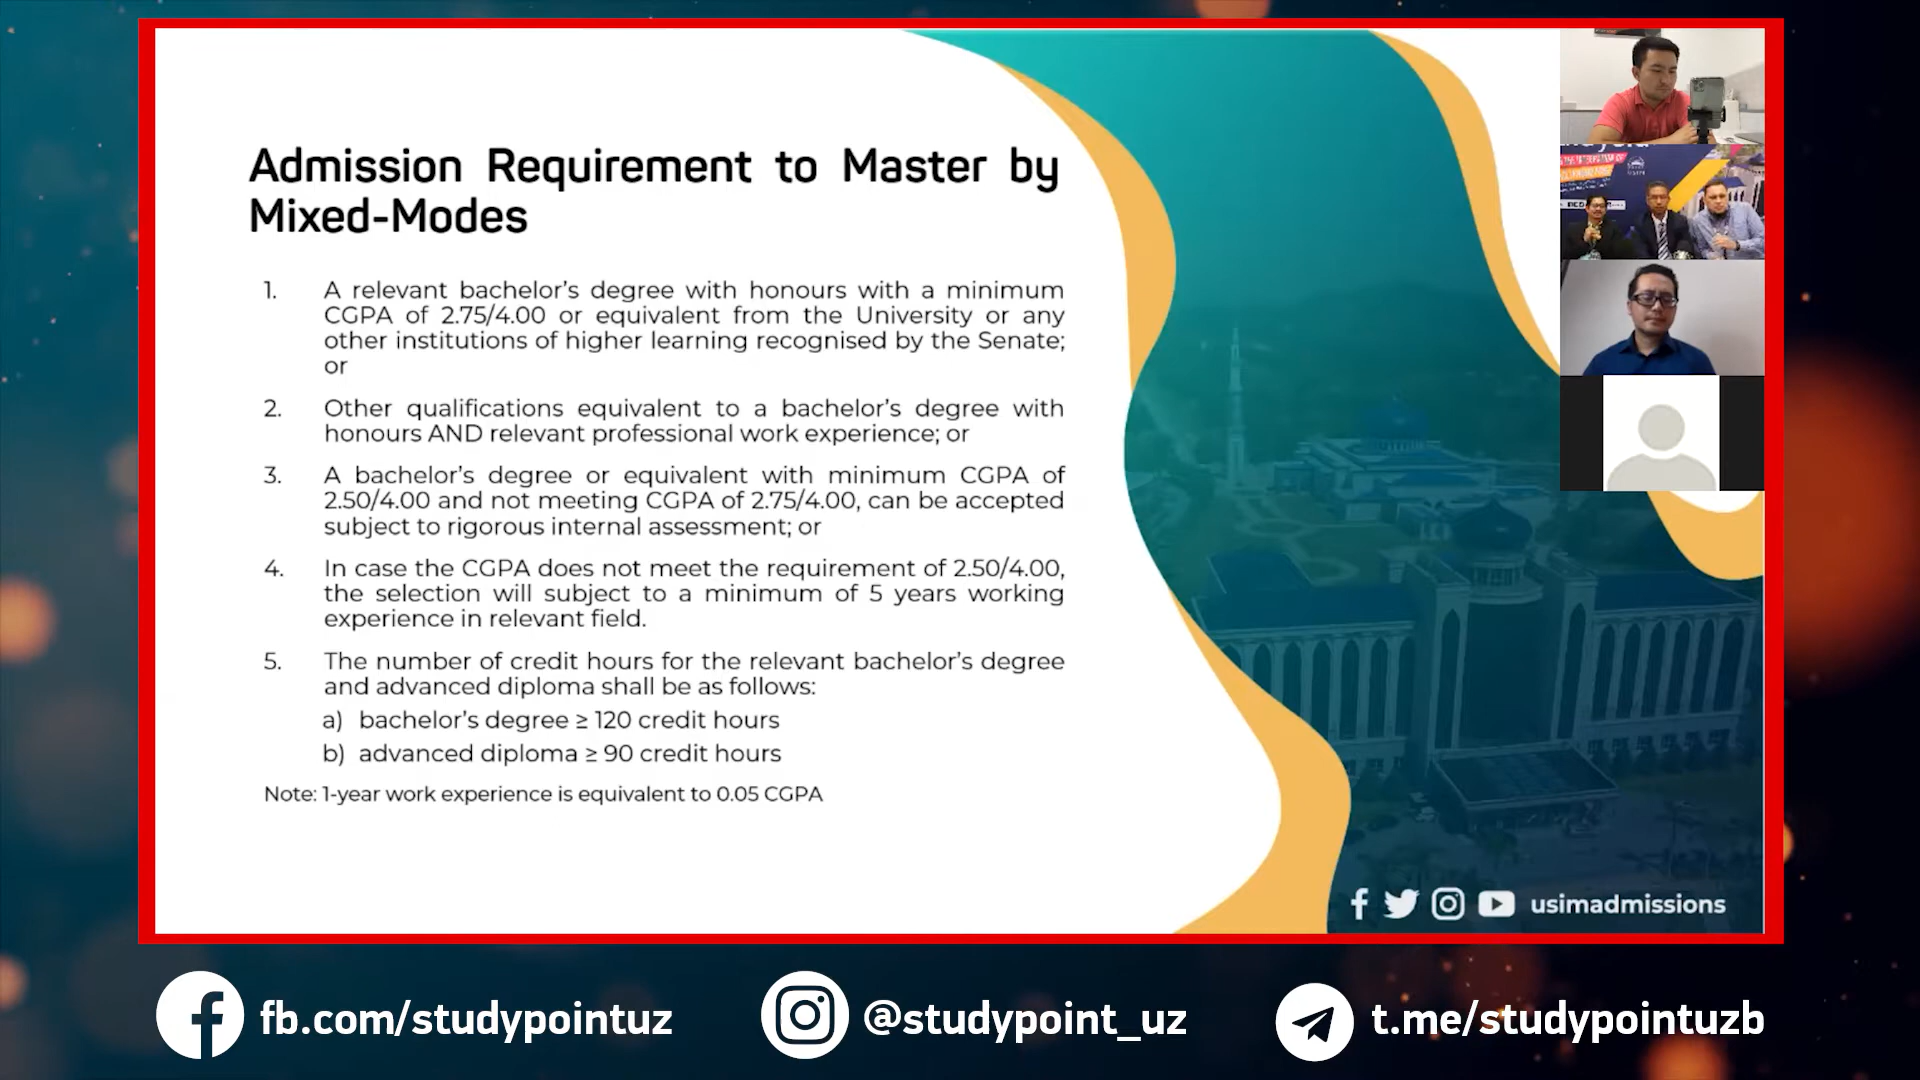 Admission Requirement to Master by
Mixed-Modes
1. A relevant bachelor's degree with honours with a minimum
CGPA of 2.75/4.00 or equivalent from the University or any
other institutions of higher learning recognised by the Senate;
or
2. Other qualifications equivalent to a bachelor's degree with
honours AND relevant professional work experience; or
3. A bachelor's degree or equivalent with minimum CGPA of
2.50/4.00 and not meeting CGPA of 2.75/4.00, can be accepted
subject to rigorous internal assessment; or
4. In case the CGPA does not meet the requirement of 2.50/4.00,
the selection will subject to a minimum of 5 years working
experience in relevant field.
5. The number of credit hours for the relevant bachelor's degree
and advanced diploma shall be as follows:
a) bachelor's degree ≥ 120 credit hours
b) advanced diploma ≥ 90 credit hours
Note: 1-year work experience is equivalent to 0.05 CGPA
usimadmissions
fb.com/studypointuz
@studypoint_uz
t.me/studypointuzb